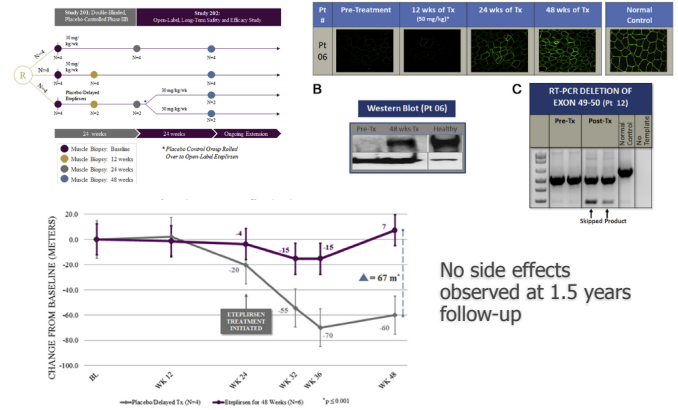 Study 201: Double-Blinded,
Placebo-Controlled Phase IIB
Study 202:
Open-Label, Long-Term Safety and Efficacy Study
N=4
30 mg/
kg/wk
N=4
N=4
N=4
R
N=4
50 mg/
kg/wk
N=4
N=4
N=4
N=4
Placebo/Delayed
Eteplirsen
30 mg/kg/wk
N=2
50 mg/kg/wk
N=4
N=2
N=2
N=2
24 weeks
24 weeks
Ongoing Extension
Muscle Biopsy: Baseline
Muscle Biopsy: 12 weeks
Muscle Biopsy: 24 weeks
Muscle Biopsy: 48 weeks
* Placebo Control Group Rolled
Over to Open-Label Eteplirsen
Pt
#
Pre-Treatment
12 wks of Tx
(50 mg/kg)*
24 wks of Tx
48 wks of Tx
Normal
Control
Pt
06
B
Western Blot (Pt 06)
Pre-Tx
48 wks Tx
Healthy
C
RT-PCR DELETION OF
EXON 49-50 (Pt 12)
Pre-Tx
Post-Tx
Normal
Control
No
Template
Skipped Product
CHANGE FROM BASELINE (METERS)
20.0
0.0
-20.0
-40.0
-60.0
-80.0
-100.0
-4
-15
-15
7
-20
-55
-70
-60
Δ = 67 m*
ETEPLIRSEN
TREATMENT
INITIATED
BL
WK 12
WK 24
WK 32
WK 36
WK 48
Placebo/Delayed Tx (N=4)
Eteplirsen for 48 Weeks (N=6)
*p ≤ 0.001
No side effects
observed at 1.5 years
follow-up